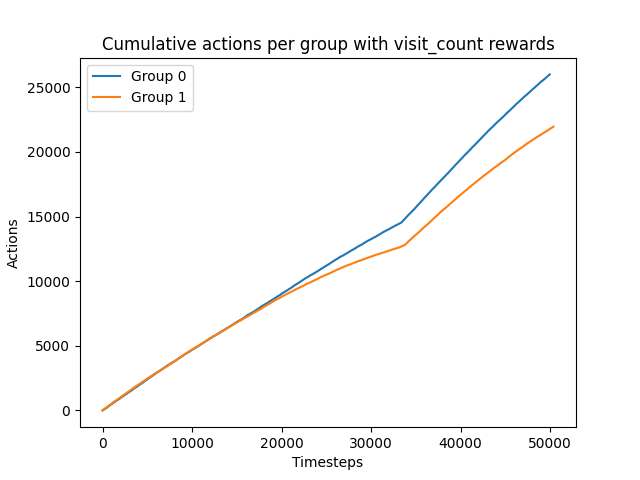 Cumulative actions per group with visit_count rewards
Group 0
Group 1
25000
20000
15000
10000
5000
0
Actions
0 10000 20000 30000 40000 50000
Timesteps